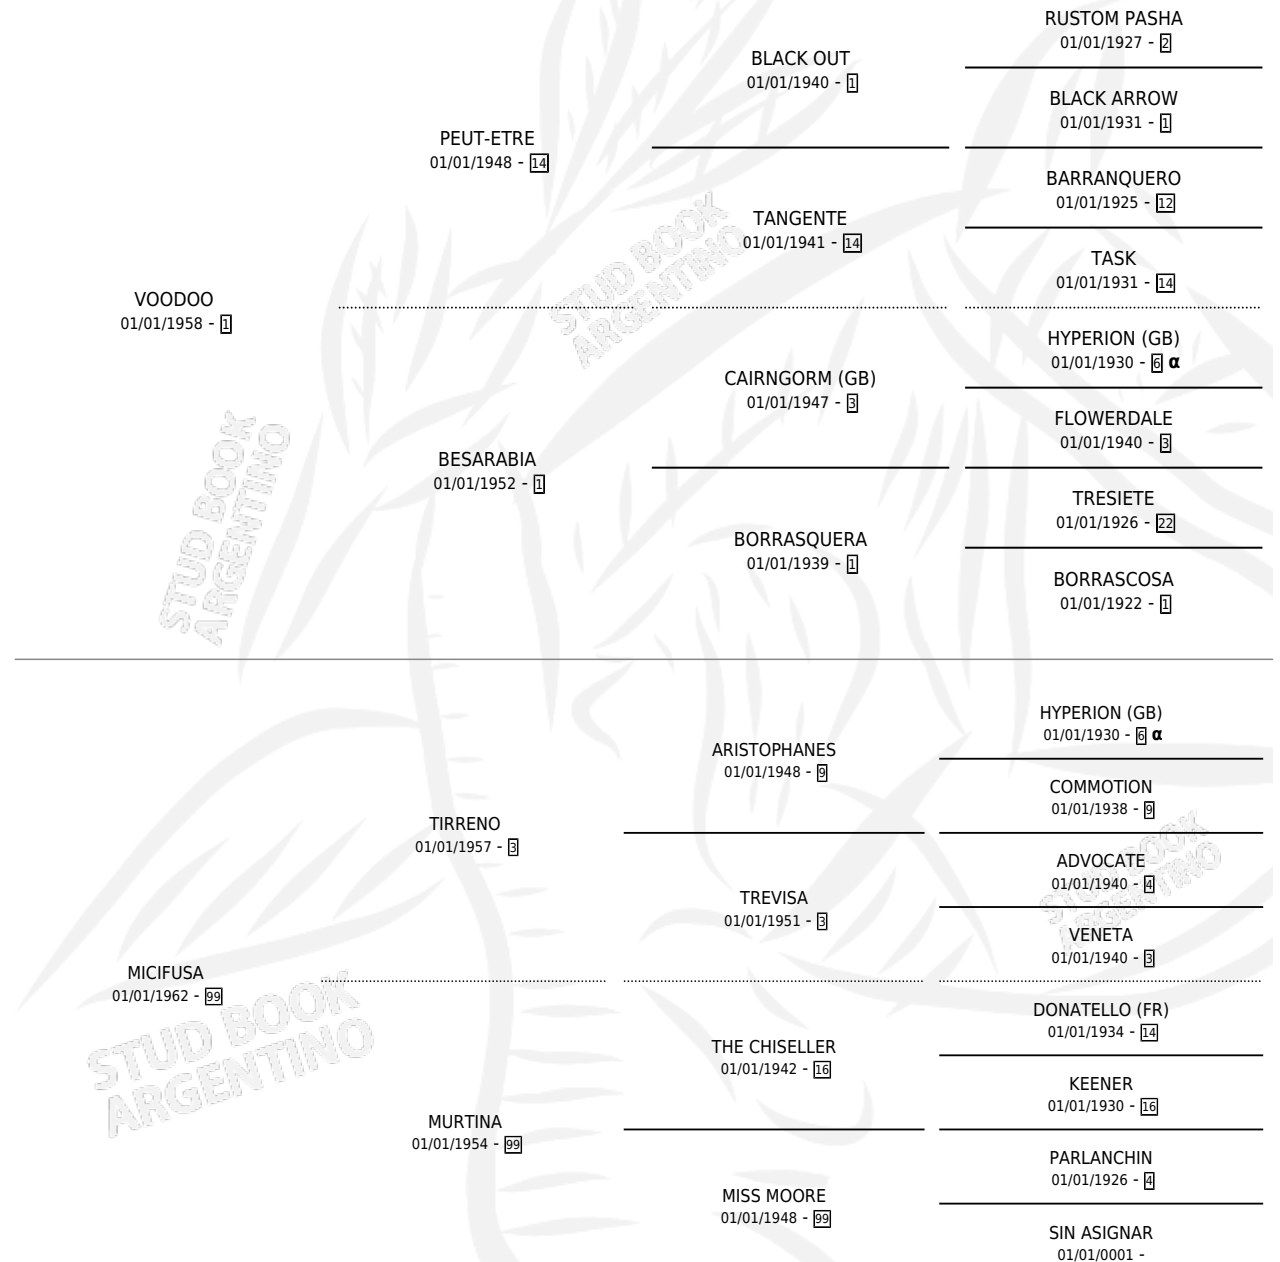 RUSTOM PASHA
01/01/1927 - 2
BLACK OUT
01/01/1940 - 1
BLACK ARROW
01/01/1931 - 1
PEUT-ETRE
01/01/1948 - 14
BARRANQUERO
01/01/1925 - 12
TANGENTE
01/01/1941 - 14
TASK
01/01/1931 - 14
VOODOO
01/01/1958 - 1
HYPERION (GB)
01/01/1930 - 6 α
CAIRNGORM (GB)
01/01/1947 - 3
FLOWERDALE
01/01/1940 - 3
BESARABIA
01/01/1952 - 1
TRESIETE
01/01/1926 - 22
BORRASQUERA
01/01/1939 - 1
BORRASCOSA
01/01/1922 - 1
STUD BOOK
ARGENTINO
STUD BOOK
ARGENTINO
HYPERION (GB)
01/01/1930 - 6 α
ARISTOPHANES
01/01/1948 - 9
COMMOTION
01/01/1938 - 9
TIRRENO
01/01/1957 - 3
ADVOCATE
01/01/1940 - 4
TREVISA
01/01/1951 - 3
VENETA
01/01/1940 - 3
MICIFUSA
01/01/1962 - 99
DONATELLO (FR)
01/01/1934 - 14
THE CHISELLER
01/01/1942 - 16
KEENER
01/01/1930 - 16
MURTINA
01/01/1954 - 99
PARLANCHIN
01/01/1926 - 4
MISS MOORE
01/01/1948 - 99
SIN ASIGNAR
01/01/0001 -
STUD BOOK
ARGENTINO
STUD BOOK
ARGENTINO